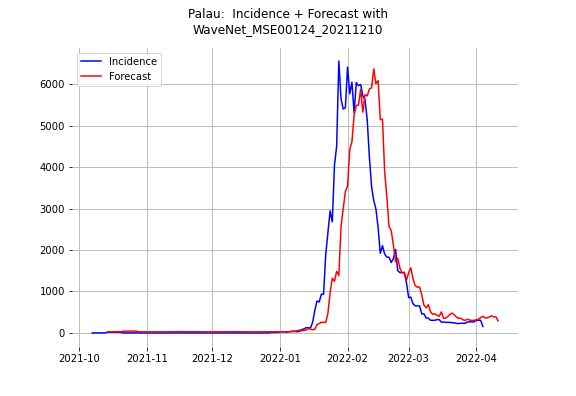 Palau:  Incidence + Forecast with
WaveNet_MSE00124_20211210
Incidence
Forecast
6000
5000
4000
3000
2000
1000
0
2021-10 2021-11 2021-12 2022-01 2022-02 2022-03 2022-04